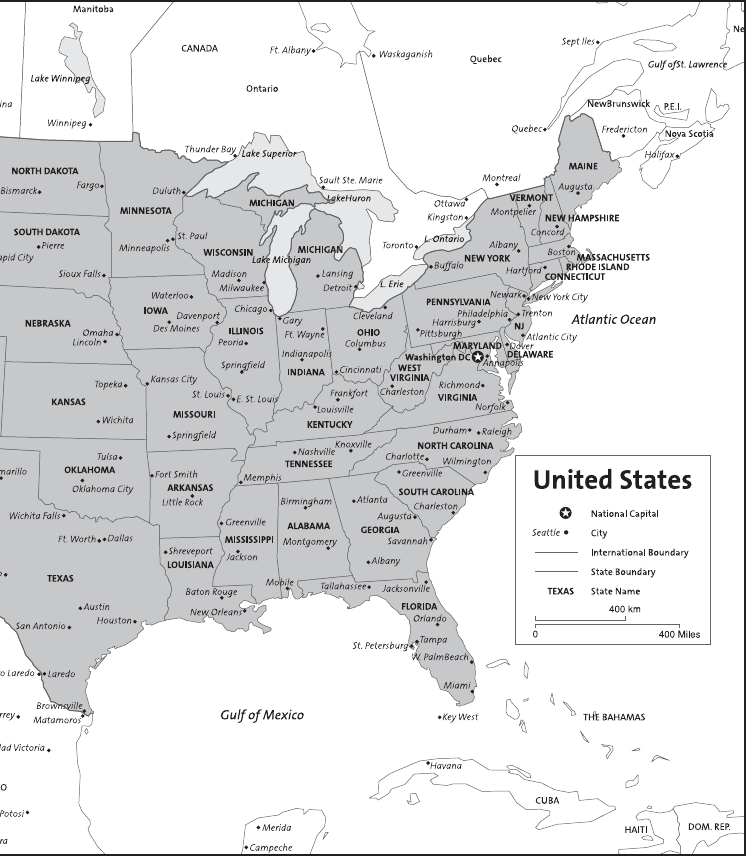 Manitoba
CANADA
Ft. Albany
Waskaganish
Quebec
Sept Iles
Gulf of St. Lawrence
Lake Winnipeg
Ontario
Winnipeg
New Brunswick
P.E.I.
Quebec
Fredericton
Nova Scotia
Halifax
Thunder Bay
Lake Superior
MAINE
NORTH DAKOTA
Bismarck
Fargo
Duluth
Sault Ste. Marie
Montreal
Augusta
MICHIGAN
Lake Huron
Ottawa
VERMONT
Montpelier
MINNESOTA
Kingston
NEW HAMPSHIRE
SOUTH DAKOTA
Pierre
St. Paul
Minneapolis
WISCONSIN
MICHIGAN
Toronto
L. Ontario
Albany
Concord
Boston
MASSACHUSETTS
apid City
Lake Michigan
NEW YORK
RHODE ISLAND
Sioux Falls
Madison
Lansing
Buffalo
Hartford
CONNECTICUT
Milwaukee
Detroit
L. Erie
Waterloo
PENNSYLVANIA
Newark
New York City
IOWA
Davenport
Chicago
Gary
Cleveland
Philadelphia
Trenton
NEBRASKA
Des Moines
ILLINOIS
Ft. Wayne
OHIO
Harrisburg
NJ
Atlantic Ocean
Omaha
Lincoln
Peoria
Columbus
Pittsburgh
Atlantic City
Indianapolis
MARYLAND
Dover
Washington DC
DELAWARE
Annapolis
Springfield
INDIANA
Cincinnati
WEST
VIRGINIA
Topeka
Kansas City
Charleston
Richmond
St. Louis
E. St. Louis
Frankfort
VIRGINIA
KANSAS
MISSOURI
Louisville
Norfolk
Wichita
KENTUCKY
Springfield
Durham
Raleigh
Knoxville
NORTH CAROLINA
Tulsa
Nashville
Charlotte
Wilmington
marillo
OKLAHOMA
Fort Smith
TENNESSEE
Greenville
Oklahoma City
ARKANSAS
Memphis
SOUTH CAROLINA
Little Rock
Birmingham
Atlanta
Charleston
Wichita Falls
Greenville
ALABAMA
Augusta
GEORGIA
Ft. Worth
Dallas
MISSISSIPPI
Montgomery
Savannah
Shreveport
Jackson
LOUISIANA
Albany
TEXAS
Mobile
Tallahassee
Jacksonville
Baton Rouge
Austin
New Orleans
FLORIDA
San Antonio
Houston
Orlando
St. Petersburg
Tampa
W. Palm Beach
o Laredo
Laredo
Miami
Brownsville
Matamoros
rrey
Gulf of Mexico
Key West
THE BAHAMAS
ad Victoria
Havana
CUBA
Potosi
Merida
HAITI
DOM. REP.
Campeche
United States
National Capital
Seattle
City
International Boundary
State Boundary
TEXAS
State Name
400 km
0
400 Miles